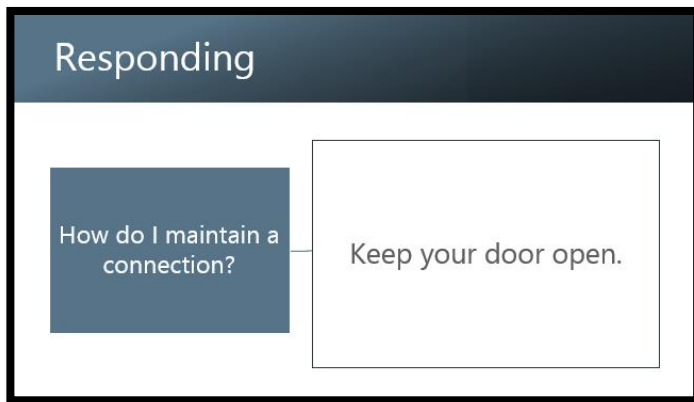 Responding
How do I maintain a
connection?
Keep your door open.